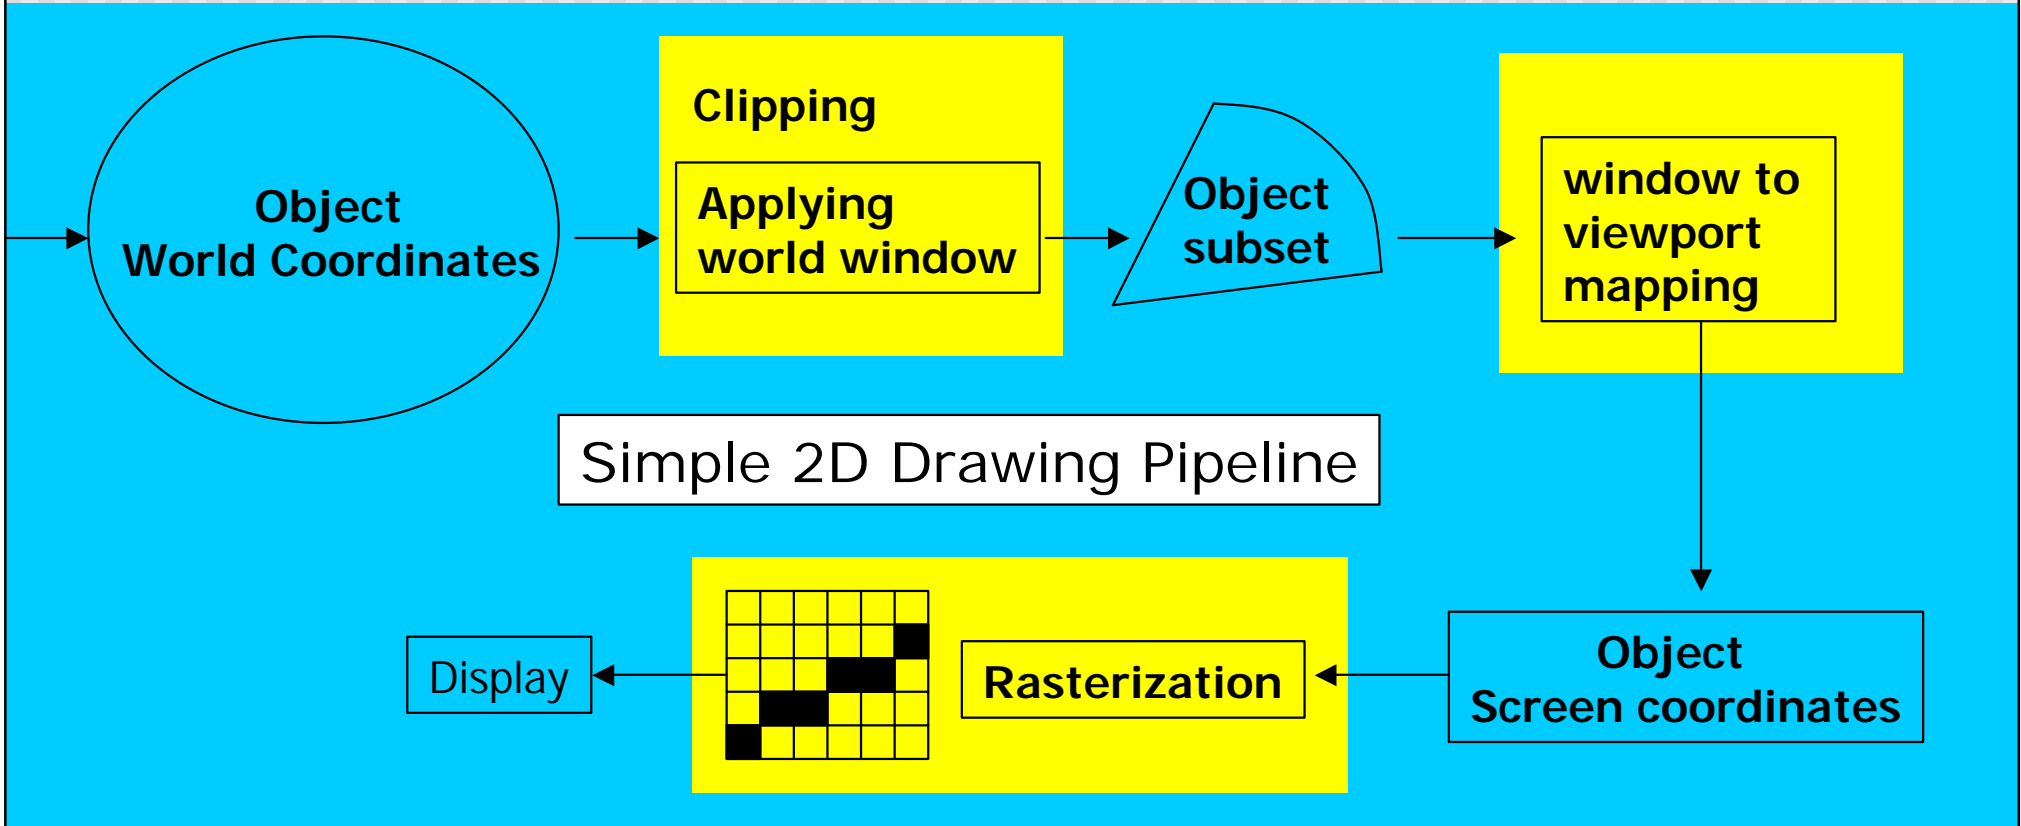 Object
World Coordinates
Clipping
Applying
world window
Object
subset
window to
viewport
mapping
Simple 2D Drawing Pipeline
Object
Screen coordinates
Rasterization
Display